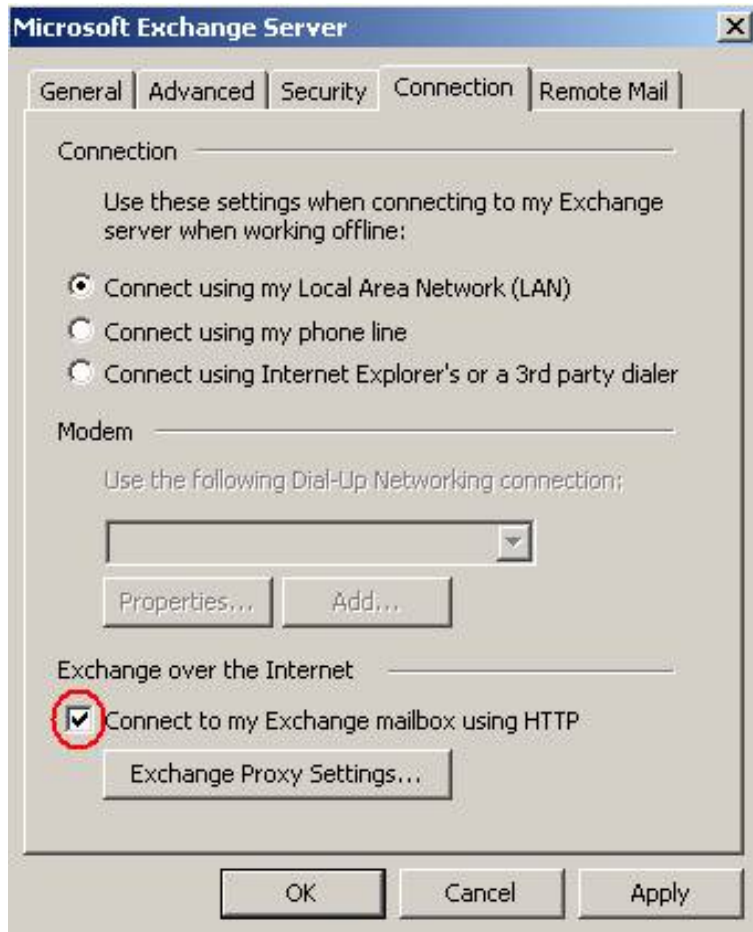 Microsoft Exchange Server
General Advanced Security Connection Remote Mail
Connection
Use these settings when connecting to my Exchange
server when working offline:
Connect using my Local Area Network (LAN)
Connect using my phone line
Connect using Internet Explorer's or a 3rd party dialer
Modem
Use the following Dial-Up Networking connection:
Properties... Add...
Exchange over the Internet
Connect to my Exchange mailbox using HTTP
Exchange Proxy Settings...
OK Cancel Apply